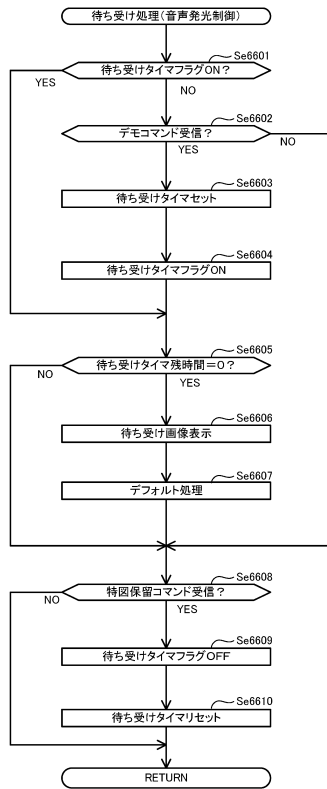 待ち受け処理(音声発光制御)
Se6601
待ち受けタイマフラグON?
YES
NO
Se6602
デモコマンド受信?
NO
YES
Se6603
待ち受けタイマセット
Se6604
待ち受けタイマフラグON
Se6605
待ち受けタイマ残時間=0?
NO
YES
Se6606
待ち受け画像表示
Se6607
デフォルト処理
Se6608
特図保留コマンド受信?
NO
YES
Se6609
待ち受けタイマフラグOFF
Se6610
待ち受けタイマリセット
RETURN